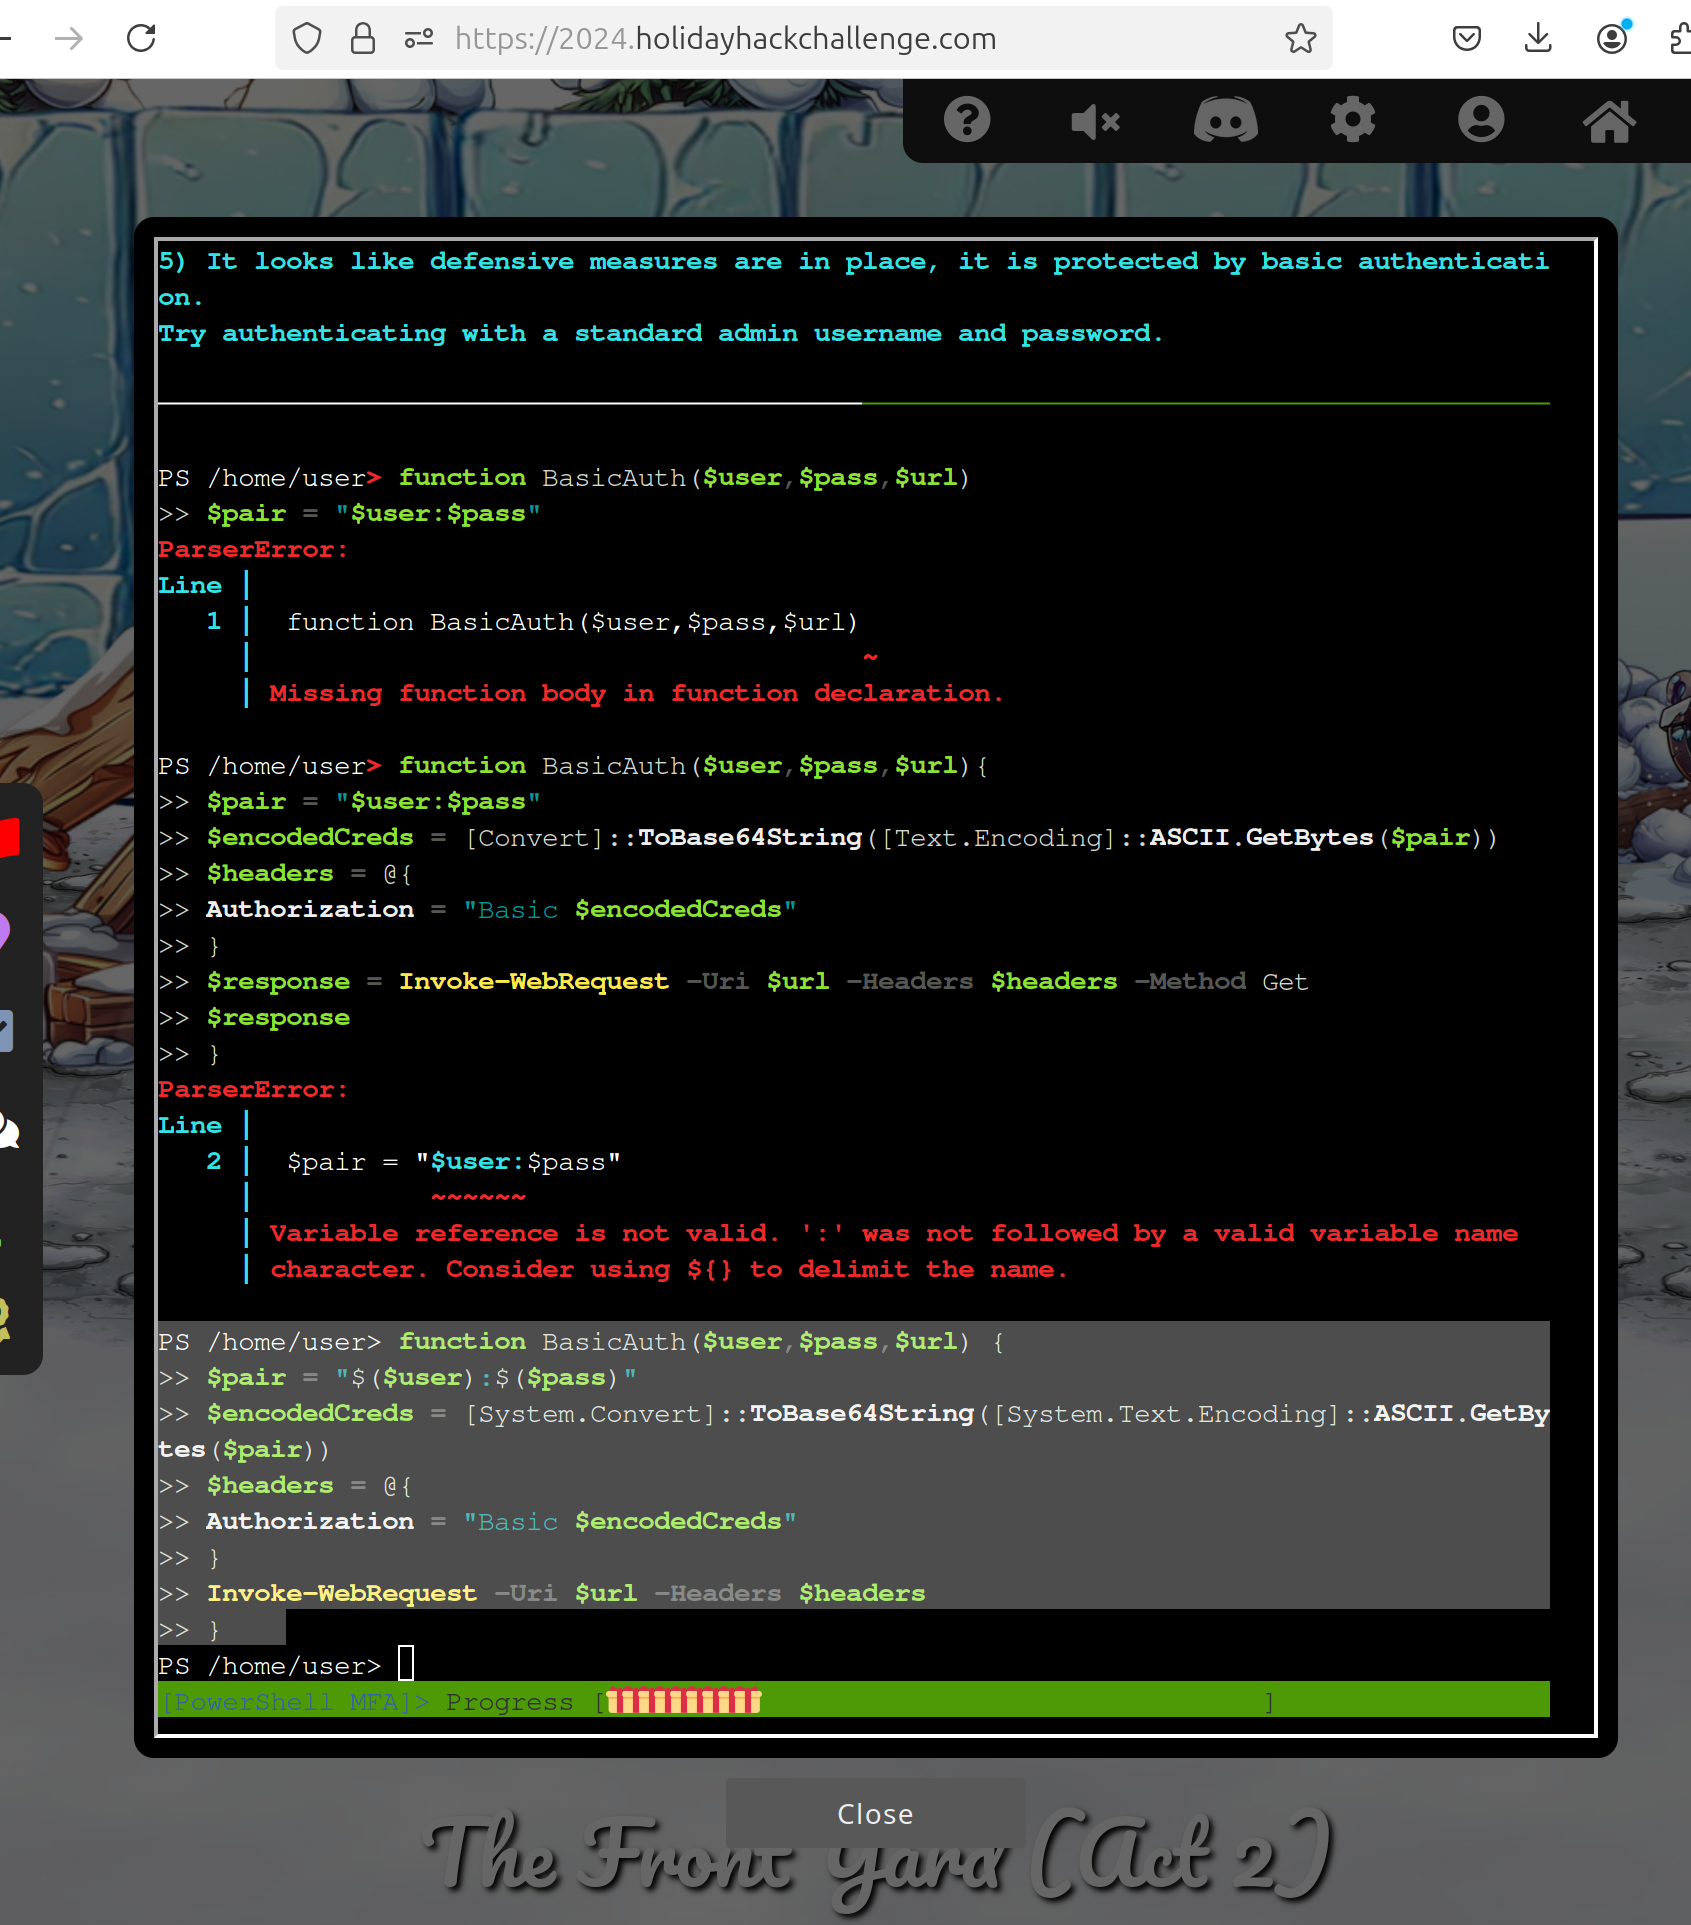 https://2024.holidayhackchallenge.com
5) It looks like defensive measures are in place, it is protected by basic authenticati
on.
Try authenticating with a standard admin username and password.
PS /home/user> function BasicAuth($user,$pass,$url)
>> $pair = "$user:$pass"
ParserError:
Line |
1 | function BasicAuth($user,$pass,$url)
| ~
| Missing function body in function declaration.
PS /home/user> function BasicAuth($user,$pass,$url){
>> $pair = "$user:$pass"
>> $encodedCreds = [Convert]::ToBase64String([Text.Encoding]::ASCII.GetBytes($pair))
>> $headers = @{
>> Authorization = "Basic $encodedCreds"
>> }
>> $response = Invoke-WebRequest -Uri $url -Headers $headers -Method Get
>> $response
>> }
ParserError:
Line |
2 | $pair = "$user:$pass"
| ~~~~~~
| Variable reference is not valid. ':' was not followed by a valid variable name
| character. Consider using ${} to delimit the name.
PS /home/user> function BasicAuth($user,$pass,$url) {
>> $pair = "$($user):$($pass)"
>> $encodedCreds = [System.Convert]::ToBase64String([System.Text.Encoding]::ASCII.GetBy
tes($pair))
>> $headers = @{
>> Authorization = "Basic $encodedCreds"
>> }
>> Invoke-WebRequest -Uri $url -Headers $headers
>> }
PS /home/user>
[PowerShell MFA]> Progress [ ]
Close
The Front Yard (Act 2)